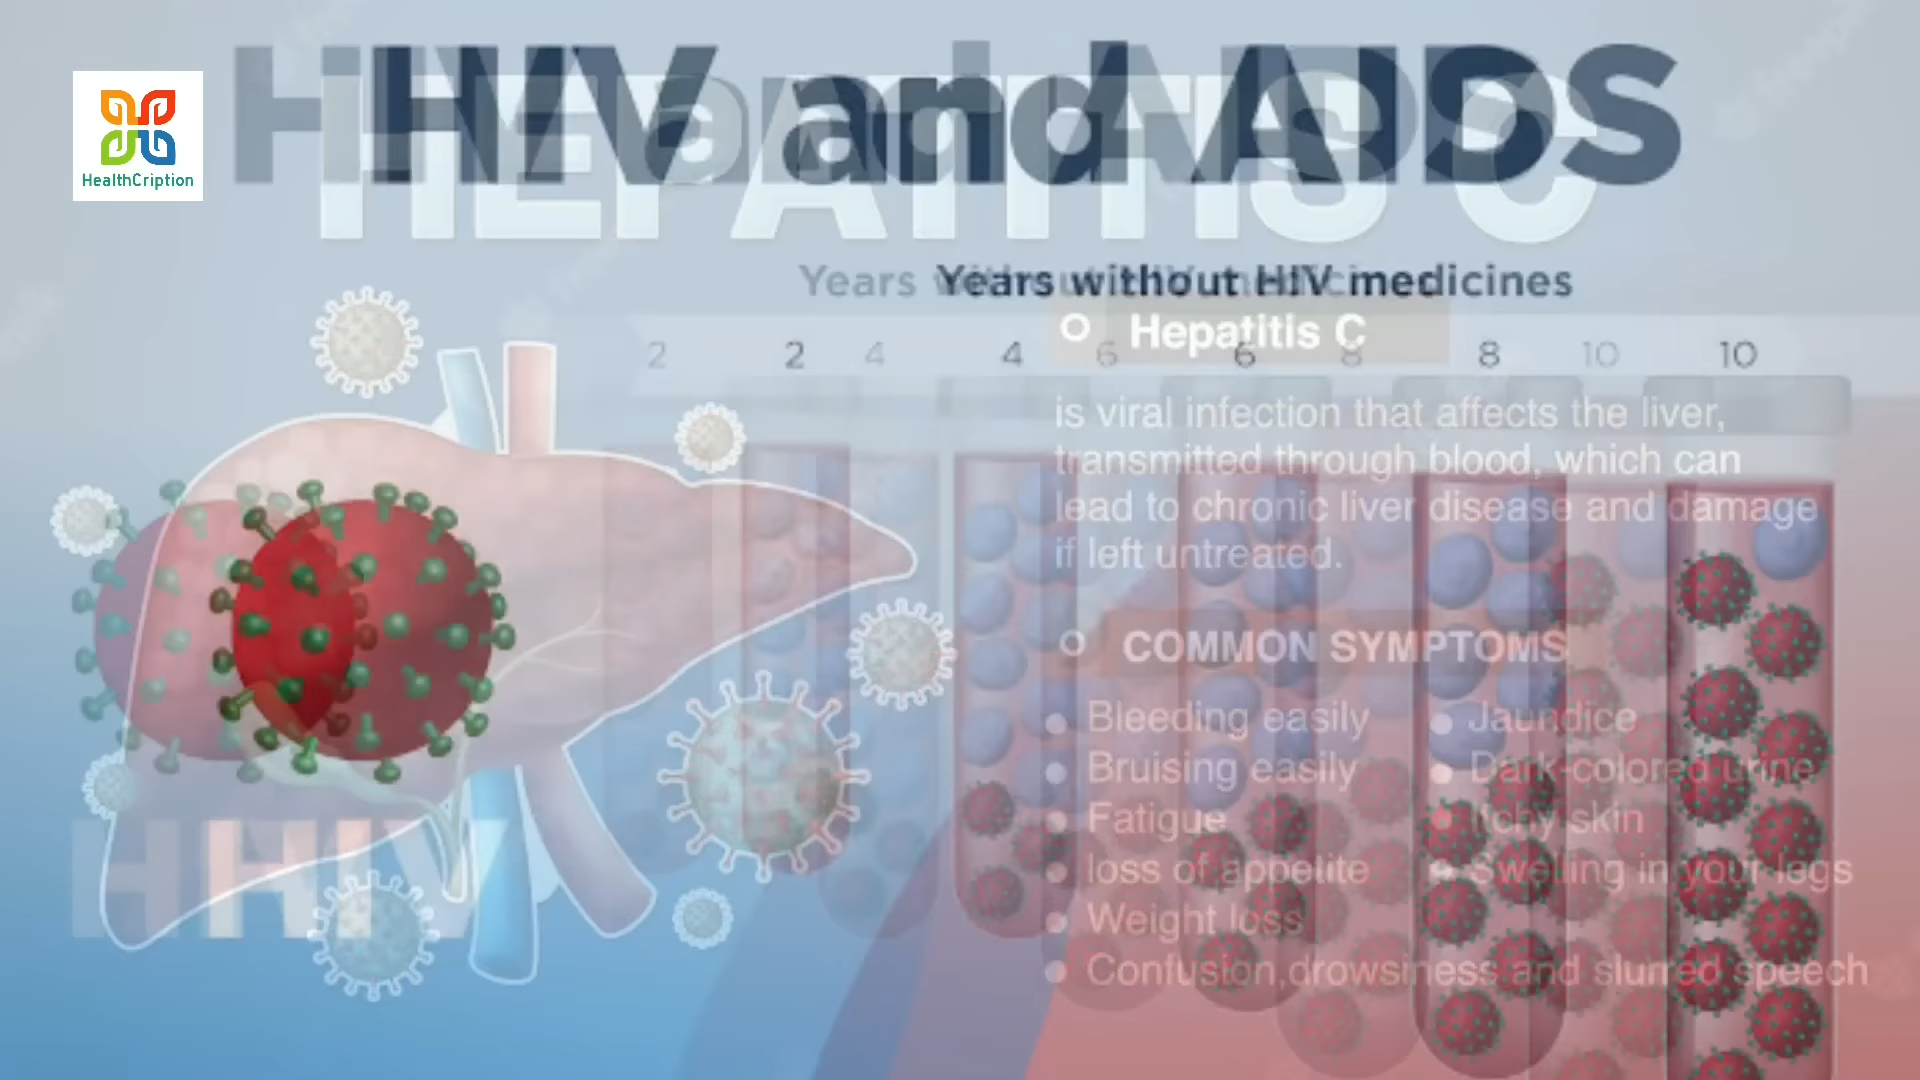 HIV and AIDS
HEPATITIS C
HealthCription
Years without HIV medicines
2 4 6 8 10
2 4 6 8 10
Hepatitis C
is viral infection that affects the liver,
transmitted through blood, which can
lead to chronic liver disease and damage
if left untreated.
COMMON SYMPTOMS
Bleeding easily
Bruising easily
Fatigue
loss of appetite
Weight loss
Confusion,drowsiness and slurred speech
Jaundice
Dark-colored urine
Itchy skin
Swelling in your legs
HIV